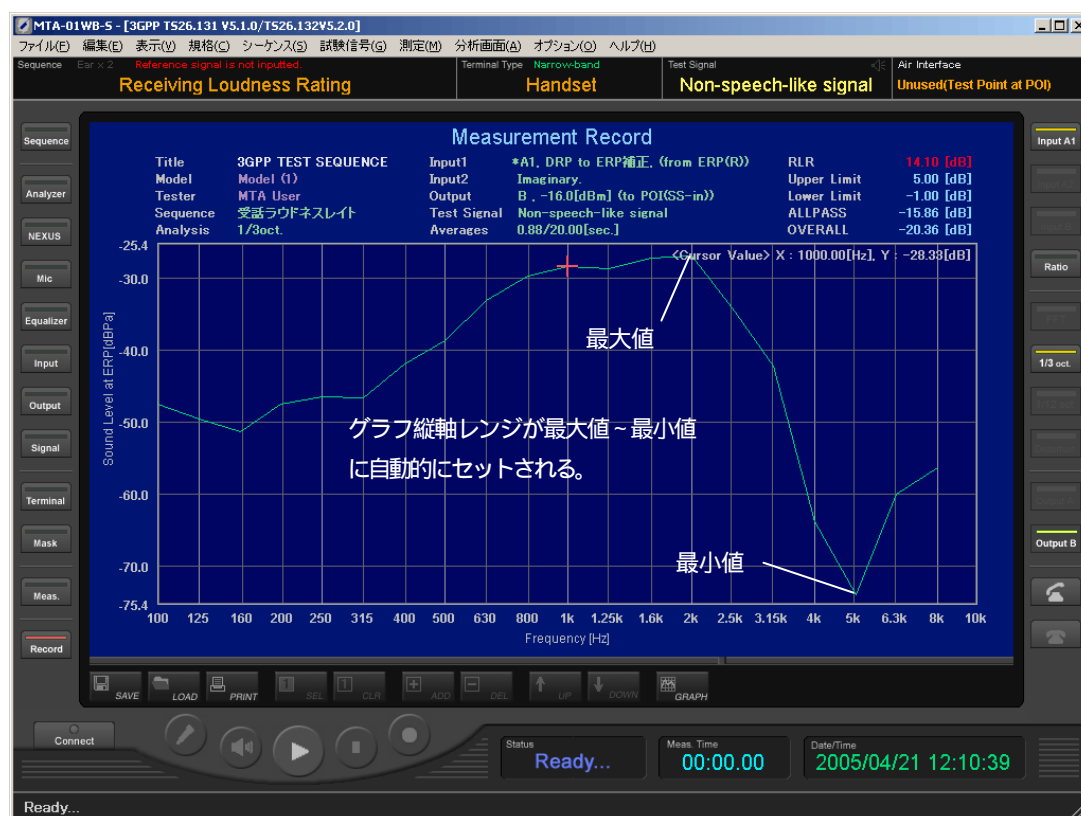 MTA-01WB-S - [3GPP TS26.131 V5.1.0/TS26.132V5.2.0]
ファイル(F) 編集(E) 表示(V) 規格(C) シーケンス(S) 試験信号(G) 測定(M) 分析画面(A) オプション(O) ヘルプ(H)
Sequence Ear × 2 Reference signal is not inputted.
Receiving Loudness Rating
Terminal Type Narrow-band
Handset
Test Signal
Non-speech-like signal
Air Interface
Unused(Test Point at POI)
Sequence
Analyzer
NEXUS
Mic
Equalizer
Input
Output
Signal
Terminal
Mask
Meas.
Record
Measurement Record
Title 3GPP TEST SEQUENCE Input1 *A1, DRP to ERP補正, (from ERP(R)) RLR 14.10 [dB]
Model Model (1) Input2 Imaginary. Upper Limit 5.00 [dB]
Tester MTA User Output B , -16.0[dBm] (to POI(SS-in)) Lower Limit -1.00 [dB]
Sequence 受話ラウドネスレイト Test Signal Non-speech-like signal ALLPASS -15.86 [dB]
Analysis 1/3oct. Averages 0.88/20.00[sec.] OVERALL -20.36 [dB]
<Cursor Value> X : 1000.00[Hz], Y : -28.33[dB]
-25.4
-30.0
-40.0
-50.0
-60.0
-70.0
-75.4
Sound Level at ERP[dBPa]
最大値
グラフ縦軸レンジが最大値~最小値
に自動的にセットされる。
最小値
100 125 160 200 250 315 400 500 630 800 1k 1.25k 1.6k 2k 2.5k 3.15k 4k 5k 6.3k 8k 10k
Frequency [Hz]
Input A1
Ratio
1/3 oct.
Output B
SAVE LOAD PRINT SEL CLR ADD DEL UP DOWN GRAPH
Connect
Status
Ready...
Meas. Time
00:00.00
Date/Time
2005/04/21 12:10:39
Ready...